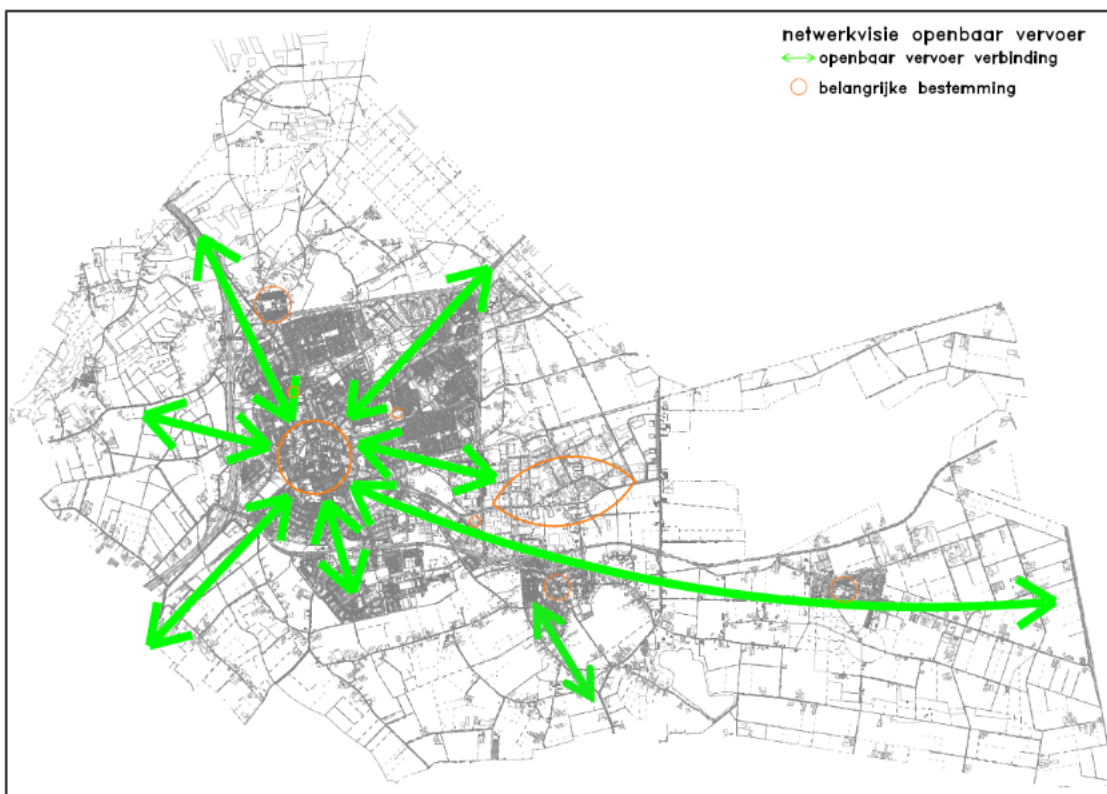 netwerkvisie openbaar vervoer
openbaar vervoer verbinding
belangrijke bestemming